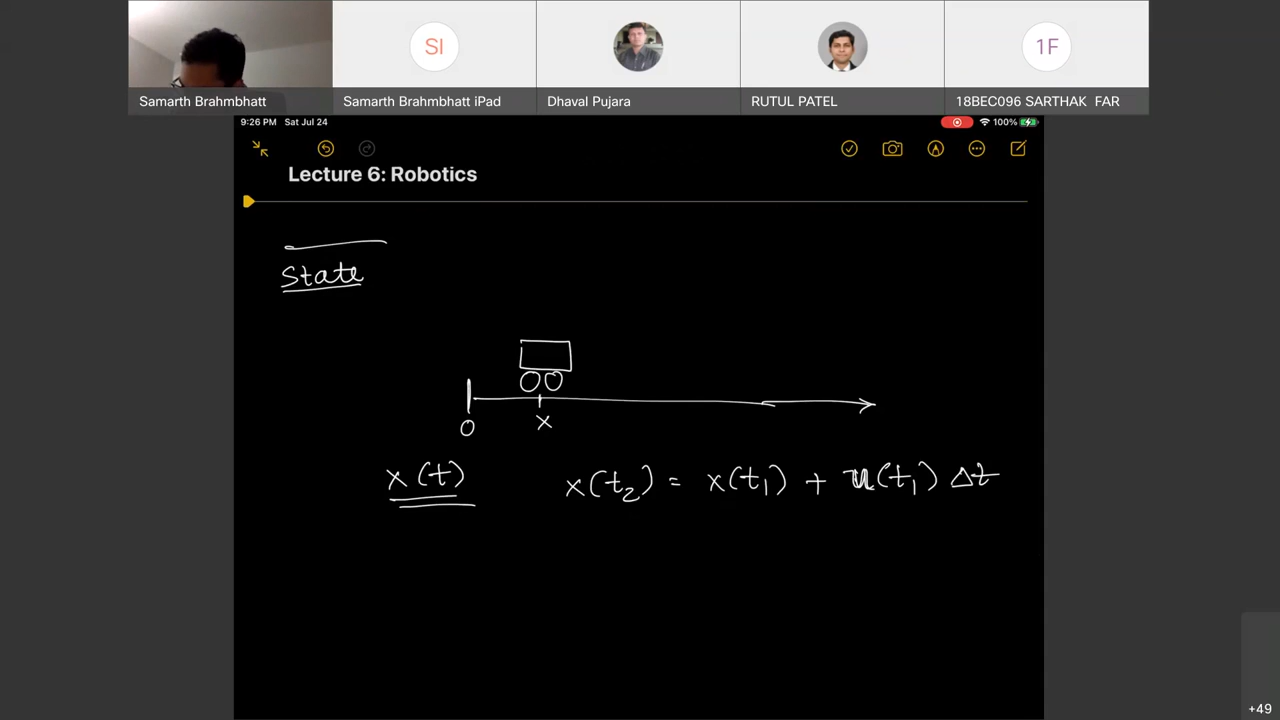 SI
1F
Samarth Brahmbhatt
Samarth Brahmbhatt iPad
Dhaval Pujara
RUTUL PATEL
18BEC096 SARTHAK FAR
9:26 PM Sat Jul 24
100%
Lecture 6: Robotics
State
0
x
x(t)
x(t₂) = x(t₁) + u(t₁) Δt
+49